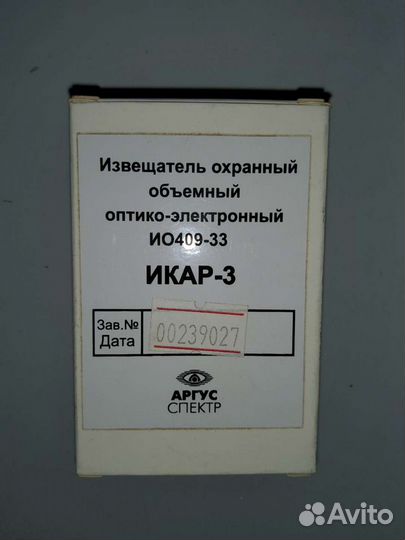 Извещатель охранный
объемный
оптико-электронный
ИО409-33
ИКАР-3
Зав.№
Дата
00239027
АРГУС
СПЕКТР
Avito